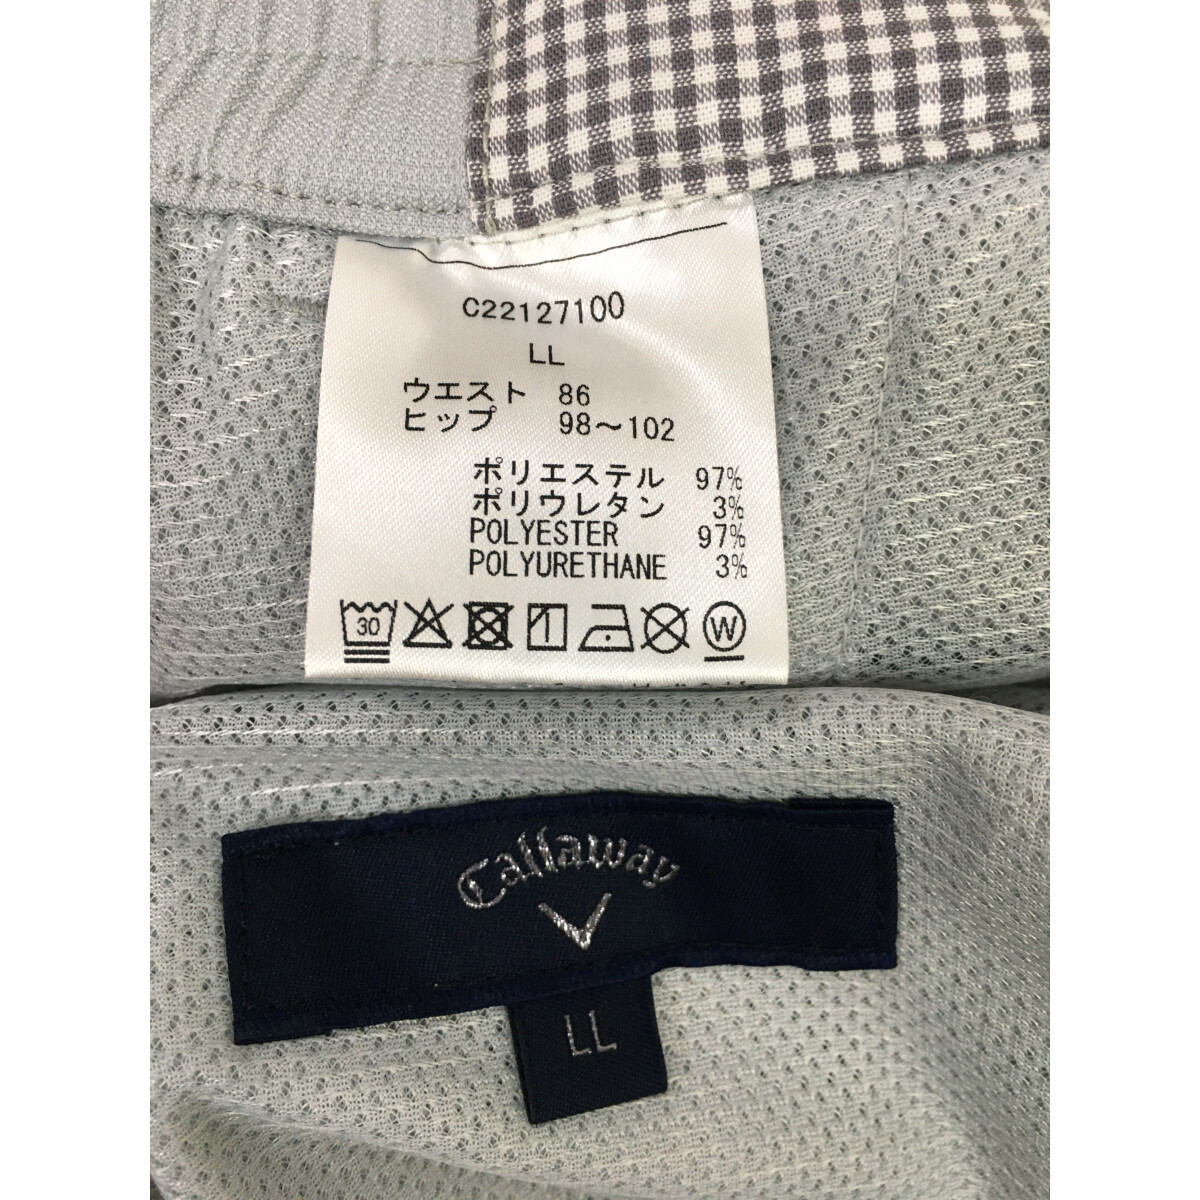 C22127100
LL
ウエスト 86
ヒップ 98～102
ポリエステル 97%
ポリウレタン 3%
POLYESTER 97%
POLYURETHANE 3%
30
W
Callaway
LL